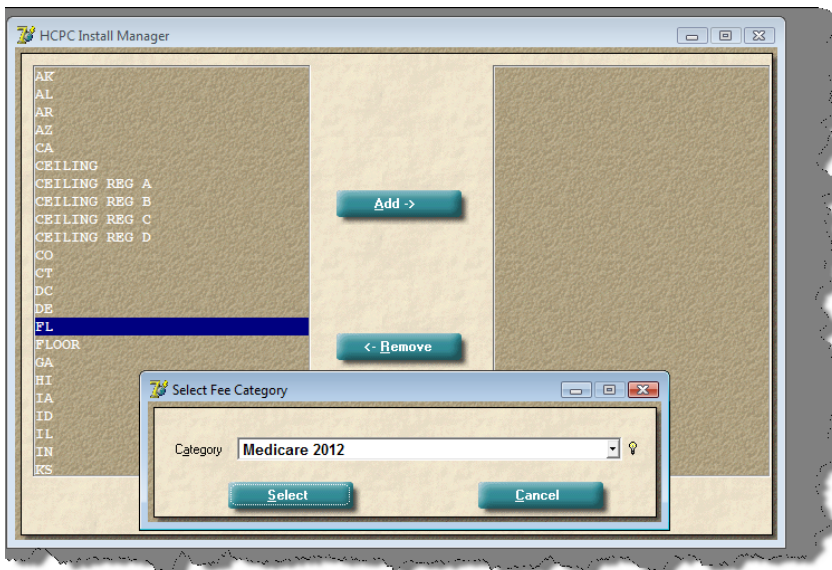 HCPC Install Manager
AK
AL
AR
AZ
CA
CEILING
CEILING REG A
CEILING REG B
CEILING REG C
CEILING REG D
CO
CT
DC
DE
FL
FLOOR
GA
HI
IA
ID
IL
IN
KS
Add ->
<- Remove
Select Fee Category
Category Medicare 2012
Select Cancel